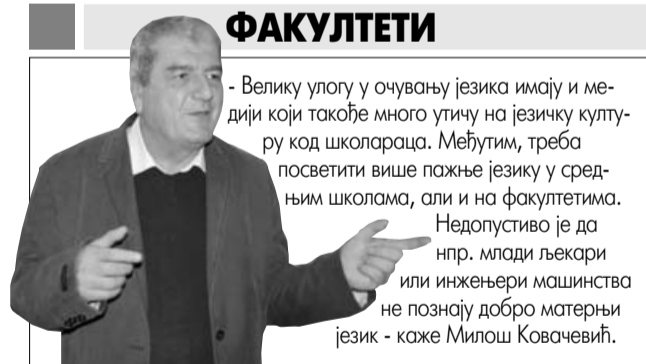 ФАКУЛТЕТИ
- Велику улогу у очувању језика имају и ме-
дији који такође много утичу на језичку култу-
ру код школараца. Међутим, треба
посветити више пажње језику у сред-
њим школама, али и на факултетима.
Недопустиво је да
нпр. млади љекари
или инжењери машинства
не познају добро матерњи
језик - каже Милош Ковачевић.